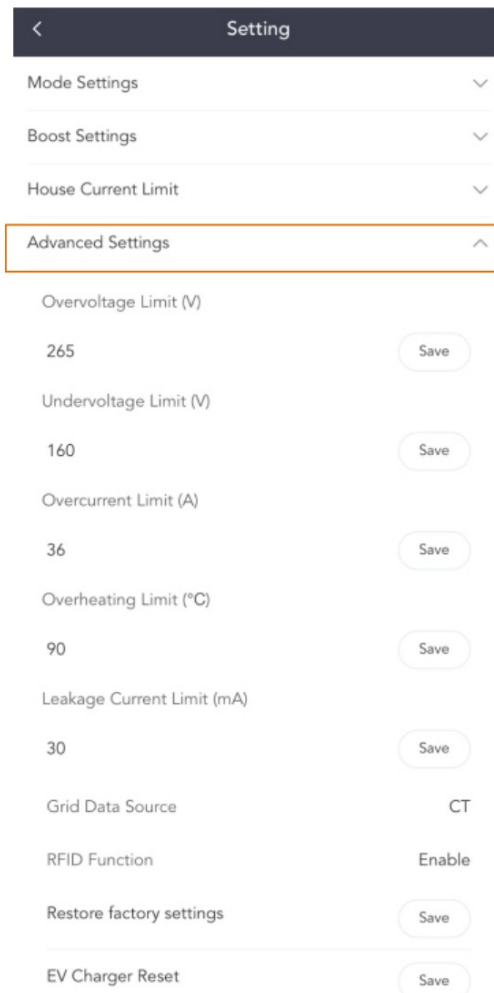 Setting
Mode Settings
Boost Settings
House Current Limit
Advanced Settings
Overvoltage Limit (V)
265 Save
Undervoltage Limit (V)
160 Save
Overcurrent Limit (A)
36 Save
Overheating Limit (°C)
90 Save
Leakage Current Limit (mA)
30 Save
Grid Data Source CT
RFID Function Enable
Restore factory settings Save
EV Charger Reset Save